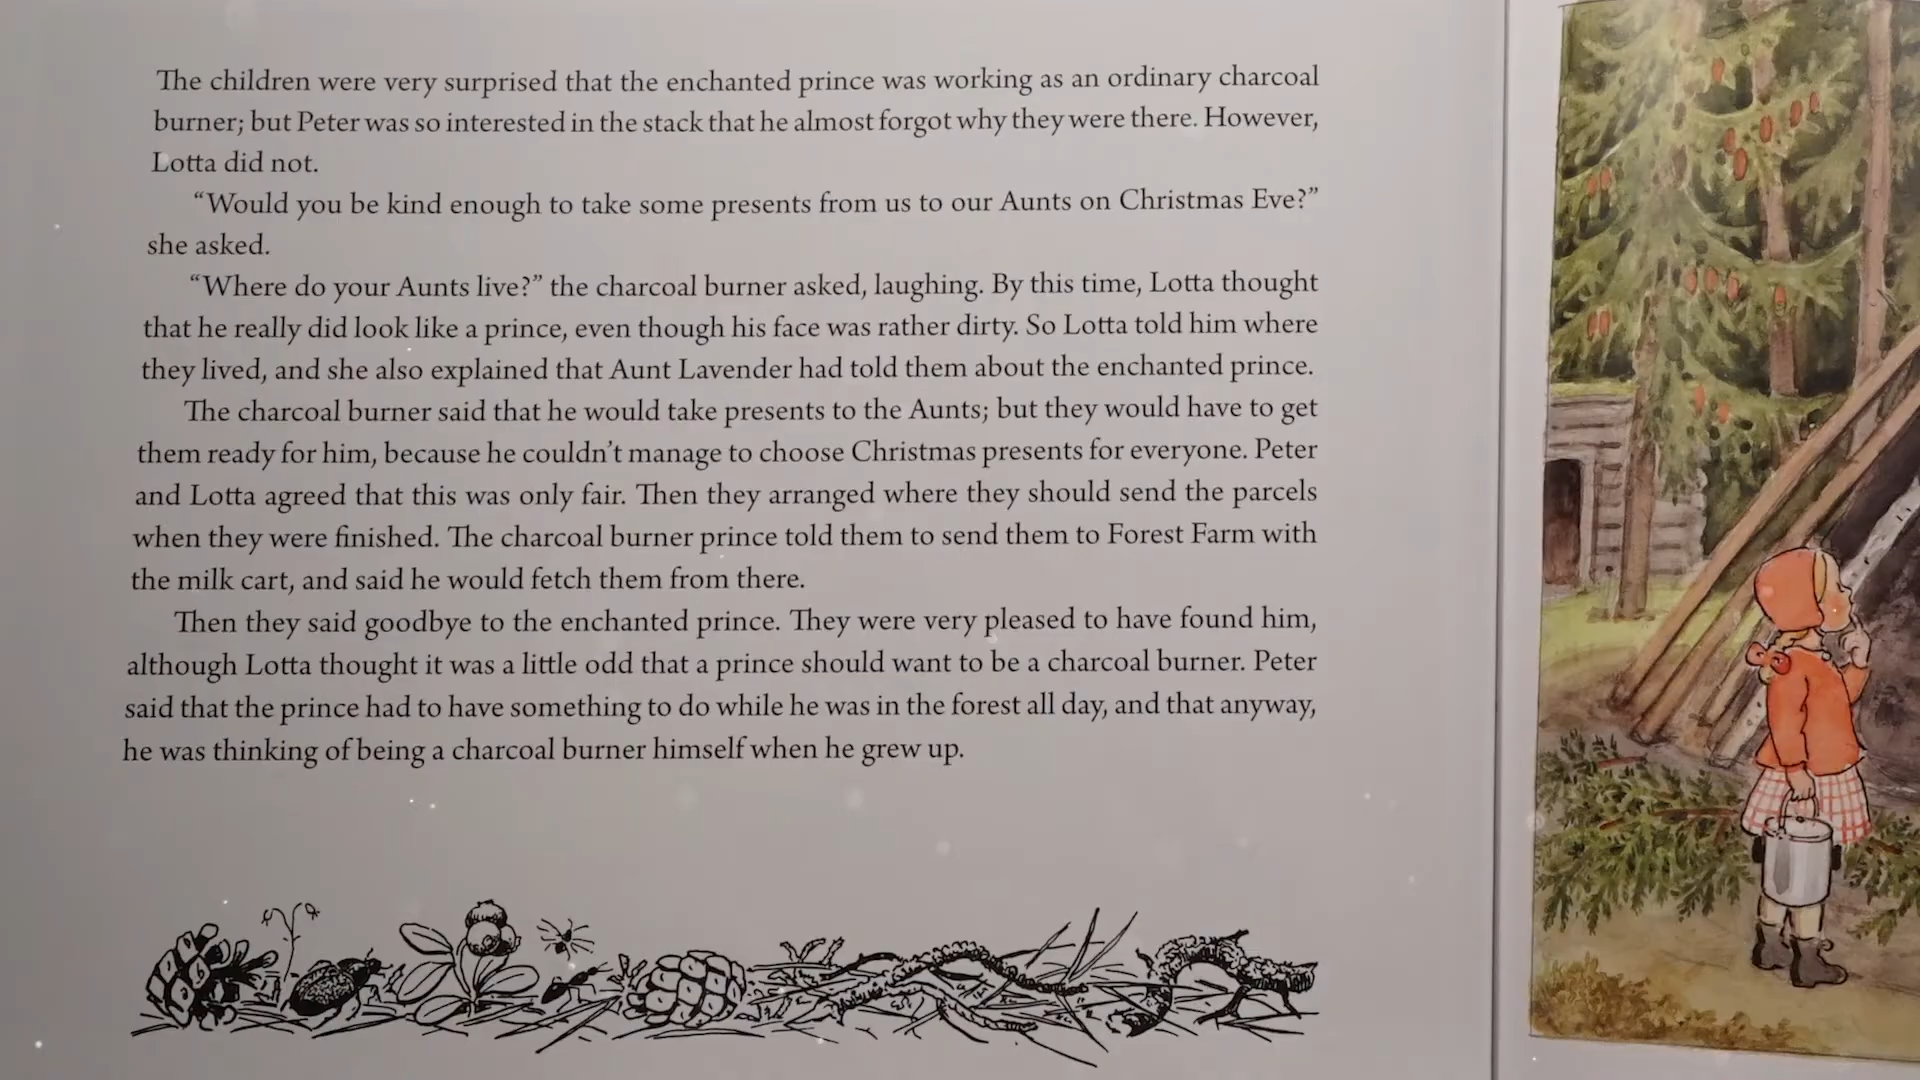 The children were very surprised that the enchanted prince was working as an ordinary charcoal
burner; but Peter was so interested in the stack that he almost forgot why they were there. However,
Lotta did not.
“Would you be kind enough to take some presents from us to our Aunts on Christmas Eve?”
she asked.
“Where do your Aunts live?” the charcoal burner asked, laughing. By this time, Lotta thought
that he really did look like a prince, even though his face was rather dirty. So Lotta told him where
they lived, and she also explained that Aunt Lavender had told them about the enchanted prince.
The charcoal burner said that he would take presents to the Aunts; but they would have to get
them ready for him, because he couldn’t manage to choose Christmas presents for everyone. Peter
and Lotta agreed that this was only fair. Then they arranged where they should send the parcels
when they were finished. The charcoal burner prince told them to send them to Forest Farm with
the milk cart, and said he would fetch them from there.
Then they said goodbye to the enchanted prince. They were very pleased to have found him,
although Lotta thought it was a little odd that a prince should want to be a charcoal burner. Peter
said that the prince had to have something to do while he was in the forest all day, and that anyway,
he was thinking of being a charcoal burner himself when he grew up.